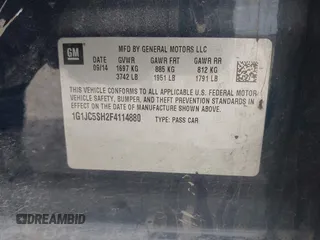 GM
MFD BY GENERAL MOTORS LLC
DATE GVWR GAWR FRT GAWR RR
09/14 1697 KG 885 KG 812 KG
3742 LB 1951 LB 1791 LB
THIS VEHICLE CONFORMS TO ALL APPLICABLE U.S. FEDERAL MOTOR
VEHICLE SAFETY, BUMPER, AND THEFT PREVENTION STANDARDS
IN EFFECT ON THE DATE OF MANUFACTURE SHOWN ABOVE.
1G1JC5SH2F4114880 TYPE: PASS CAR
DREAMBID